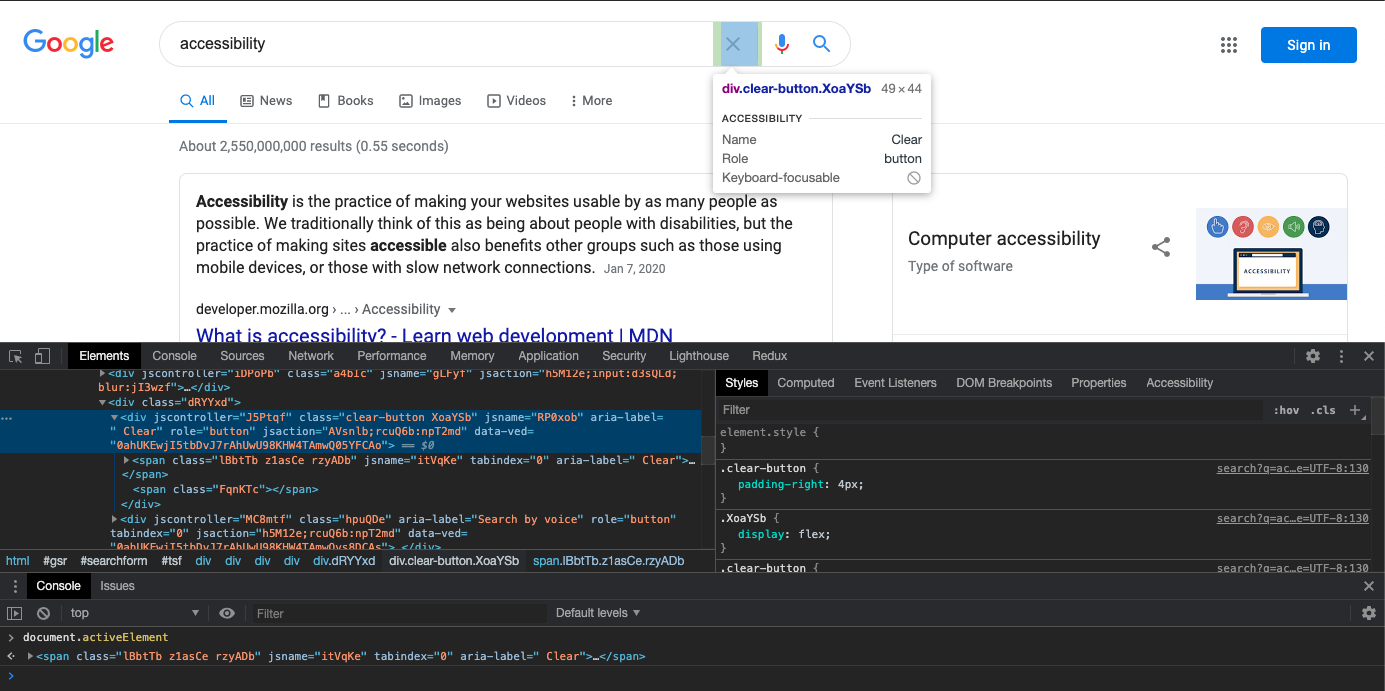 Google
accessibility
Sign in
All News Books Images Videos More
About 2,550,000,000 results (0.55 seconds)
div.clear-button.XoaYSb 49 × 44
ACCESSIBILITY
Name Clear
Role button
Keyboard-focusable
Accessibility is the practice of making your websites usable by as many people as
possible. We traditionally think of this as being about people with disabilities, but the
practice of making sites accessible also benefits other groups such as those using
mobile devices, or those with slow network connections. Jan 7, 2020
developer.mozilla.org › ... › Accessibility
What is accessibility? - Learn web development | MDN
Computer accessibility
Type of software
ACCESSIBILITY
Elements Console Sources Network Performance Memory Application Security Lighthouse Redux
<div jscontroller="iDPoPb" class="a4bIc" jsname="gLFyf" jsaction="h5M12e;input:d3sQLd;
blur:jI3wzf">…</div>
<div class="dRYYxd">
<div jscontroller="J5Ptqf" class="clear-button XoaYSb" jsname="RP0xob" aria-label=
" Clear" role="button" jsaction="AVsnlb;rcuQ6b:npT2md" data-ved=
"0ahUKEwjI5tbDvJ7rAhUwU98KHW4TAmwQ05YFCAo"> == $0
<span class="lBbtTb z1asCe rzyADb" jsname="itVqKe" tabindex="0" aria-label=" Clear">…
</span>
<span class="FqnKTc"></span>
</div>
<div jscontroller="MC8mtf" class="hpuQDe" aria-label="Search by voice" role="button"
tabindex="0" jsaction="h5M12e;rcuQ6b:npT2md" data-ved=
"0ahUKEwjI5tbDvJ7rAhUwU98KHW4TAmwQvs8DCAs"> </div>
html #gsr #searchform #tsf div div div div div.dRYYxd div.clear-button.XoaYSb span.lBbtTb.z1asCe.rzyADb
Styles Computed Event Listeners DOM Breakpoints Properties Accessibility
Filter :hov .cls +
element.style {
}
.clear-button { search?q=ac…e=UTF-8:130
padding-right: 4px;
}
.XoaYSb { search?q=ac…e=UTF-8:130
display: flex;
}
.clear-button { search?q=ac…e=UTF-8:130
Console Issues
top Filter Default levels
document.activeElement
<span class="lBbtTb z1asCe rzyADb" jsname="itVqKe" tabindex="0" aria-label=" Clear">…</span>